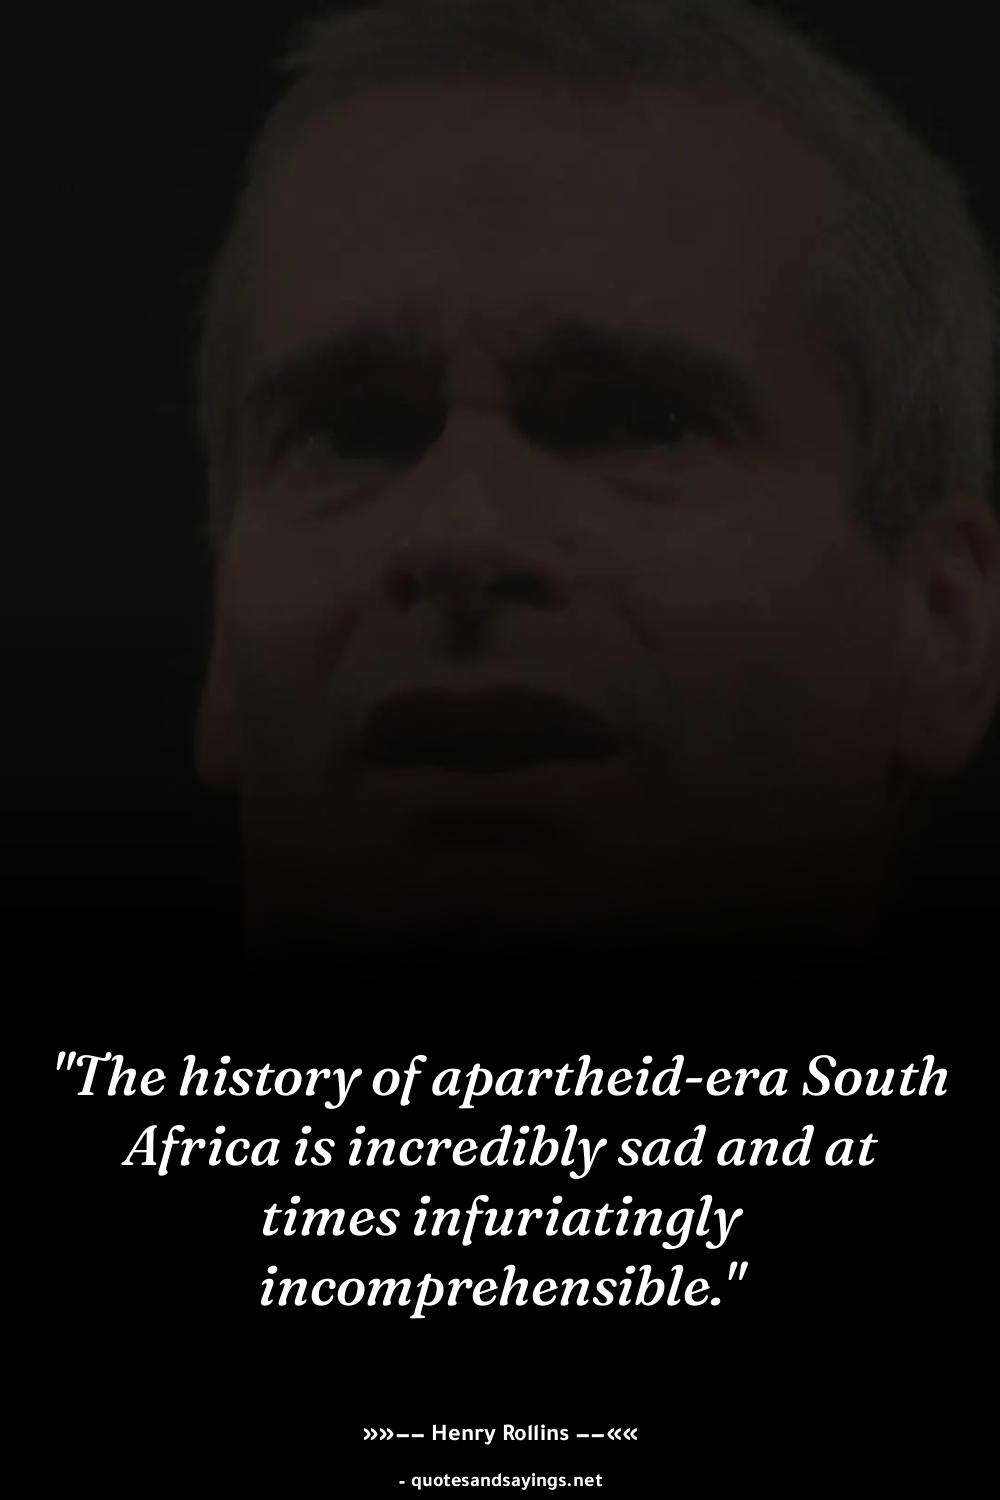 "The history of apartheid-era South
Africa is incredibly sad and at
times infuriatingly
incomprehensible."
»»–– Henry Rollins ––««
- quotesandsayings.net